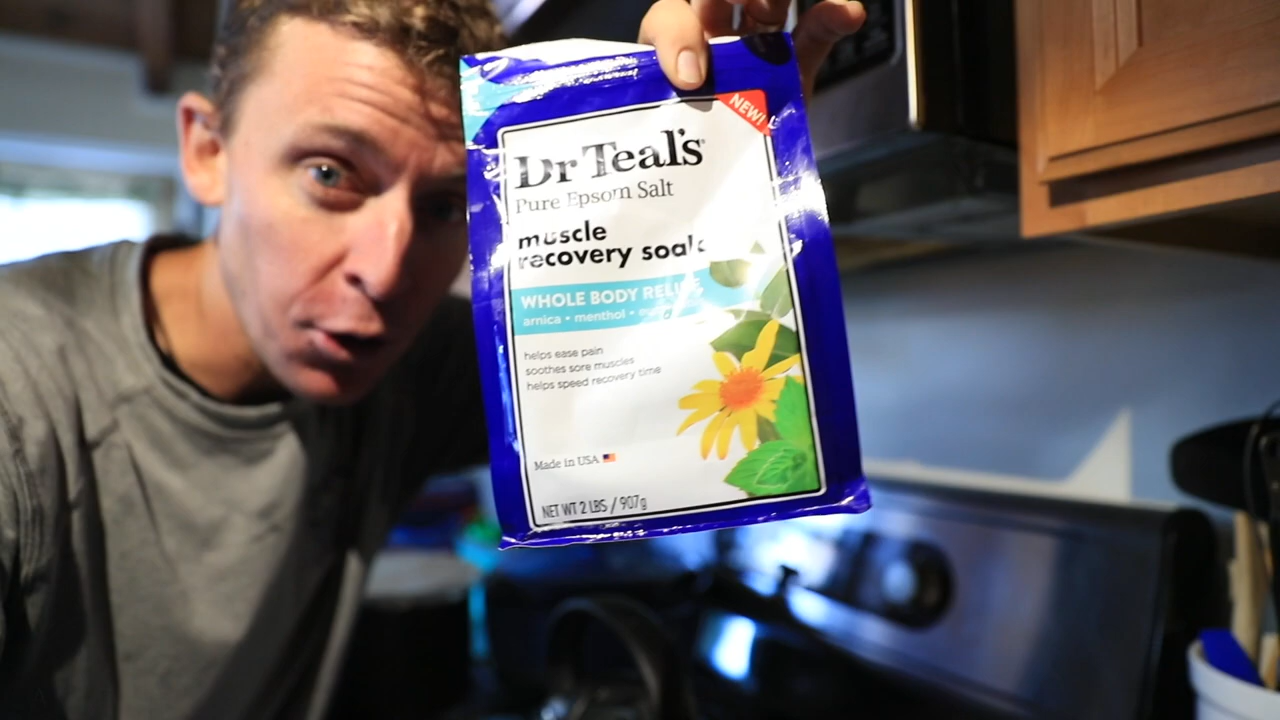 NEW!
Dr Teal's
Pure Epsom Salt
muscle
recovery soak
WHOLE BODY RELIEF
arnica • menthol •
helps ease pain
soothes sore muscles
helps speed recovery time
Made in USA
NET WT 2 LBS / 907g